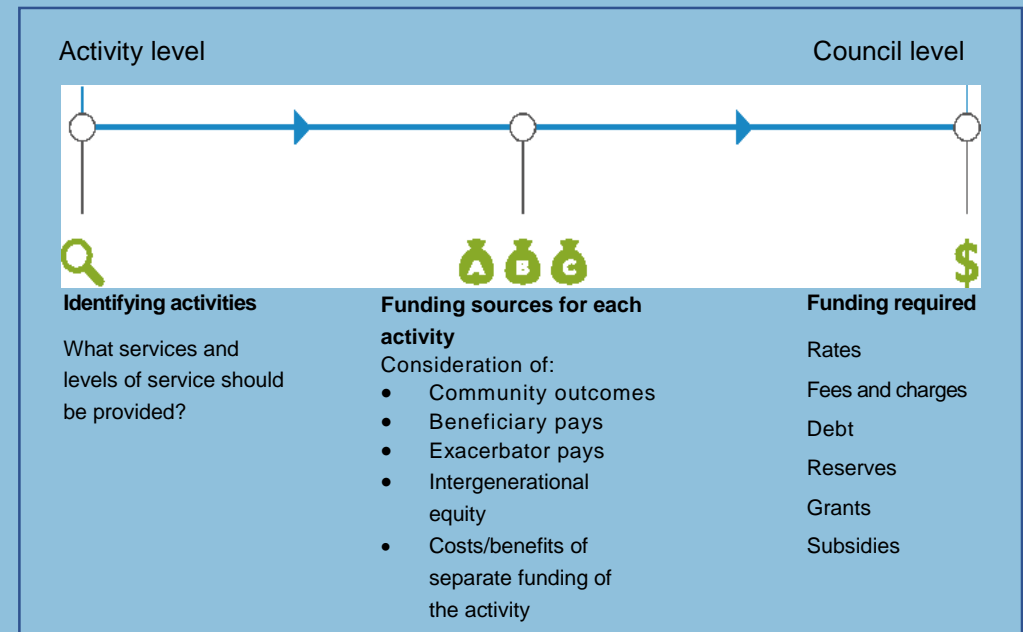 Activity level
Council level
A B C
$
Identifying activities
What services and
levels of service should
be provided?
Funding sources for each
activity
Consideration of:
• Community outcomes
• Beneficiary pays
• Exacerbator pays
• Intergenerational
equity
• Costs/benefits of
separate funding of
the activity
Funding required
Rates
Fees and charges
Debt
Reserves
Grants
Subsidies